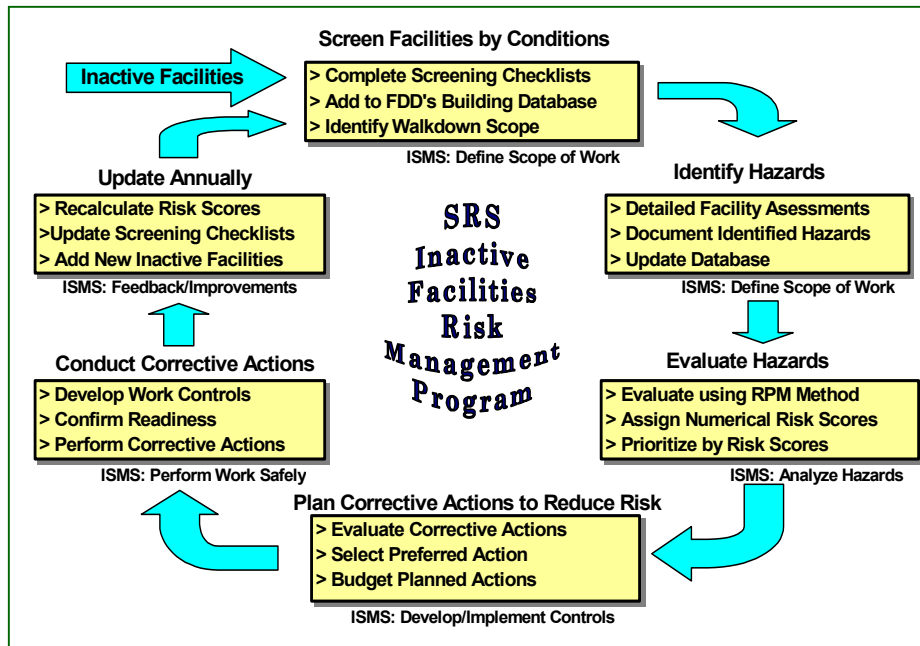 Screen Facilities by Conditions
Inactive Facilities
> Complete Screening Checklists
> Add to FDD's Building Database
> Identify Walkdown Scope
ISMS: Define Scope of Work
Identify Hazards
> Detailed Facility Asessments
> Document Identified Hazards
> Update Database
ISMS: Define Scope of Work
Evaluate Hazards
> Evaluate using RPM Method
> Assign Numerical Risk Scores
> Prioritize by Risk Scores
ISMS: Analyze Hazards
Plan Corrective Actions to Reduce Risk
> Evaluate Corrective Actions
> Select Preferred Action
> Budget Planned Actions
ISMS: Develop/Implement Controls
Conduct Corrective Actions
> Develop Work Controls
> Confirm Readiness
> Perform Corrective Actions
ISMS: Perform Work Safely
Update Annually
> Recalculate Risk Scores
>Update Screening Checklists
> Add New Inactive Facilities
ISMS: Feedback/Improvements
SRS
Inactive
Facilities
Risk
Management
Program